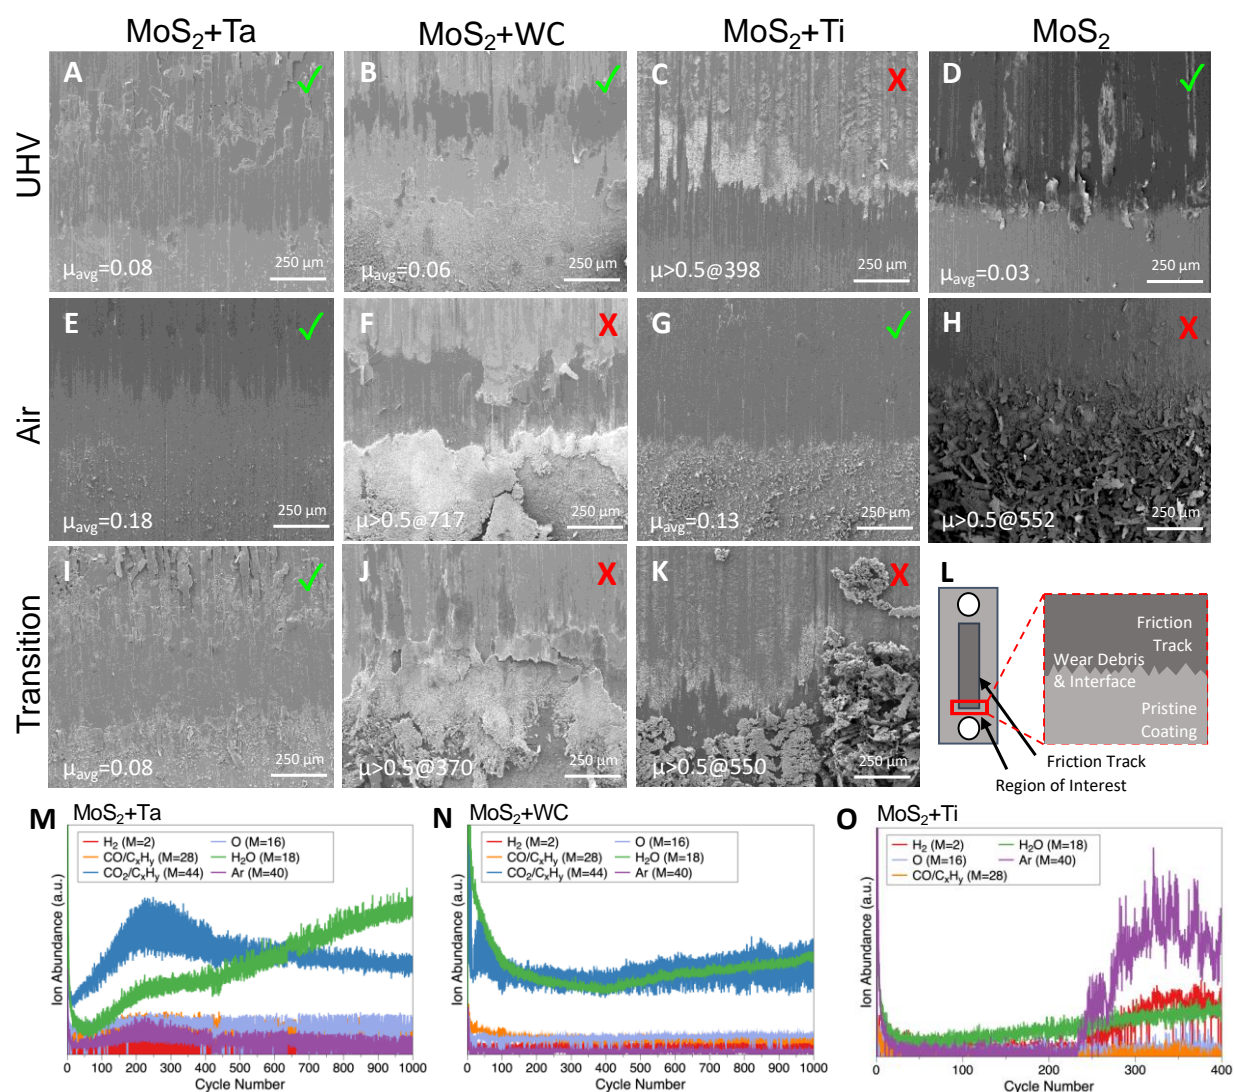 MoS₂+Ta MoS₂+WC MoS₂+Ti MoS₂
UHV
A ✓ B ✓ C X D ✓
μavg=0.08 250 μm μavg=0.06 250 μm μ>0.5@398 250 μm μavg=0.03 250 μm
Air
E ✓ F X G ✓ H X
μavg=0.18 250 μm μ>0.5@717 250 μm μavg=0.13 250 μm μ>0.5@552 250 μm
Transition
I ✓ J X K X L
μavg=0.08 250 μm μ>0.5@370 250 μm μ>0.5@550 250 μm
Friction
Track
Wear Debris
& Interface
Pristine
Coating
Friction Track
Region of Interest
M MoS₂+Ta
H₂ (M=2) O (M=16)
CO/CₓHᵧ (M=28) H₂O (M=18)
CO₂/CₓHᵧ (M=44) Ar (M=40)
Ion Abundance (a.u.)
0 100 200 300 400 500 600 700 800 900 1000
Cycle Number
N MoS₂+WC
H₂ (M=2) O (M=16)
CO/CₓHᵧ (M=28) H₂O (M=18)
CO₂/CₓHᵧ (M=44) Ar (M=40)
Ion Abundance (a.u.)
0 100 200 300 400 500 600 700 800 900 1000
Cycle Number
O MoS₂+Ti
H₂ (M=2) H₂O (M=18)
O (M=16) Ar (M=40)
CO/CₓHᵧ (M=28)
Ion Abundance (a.u.)
0 100 200 300 400
Cycle Number